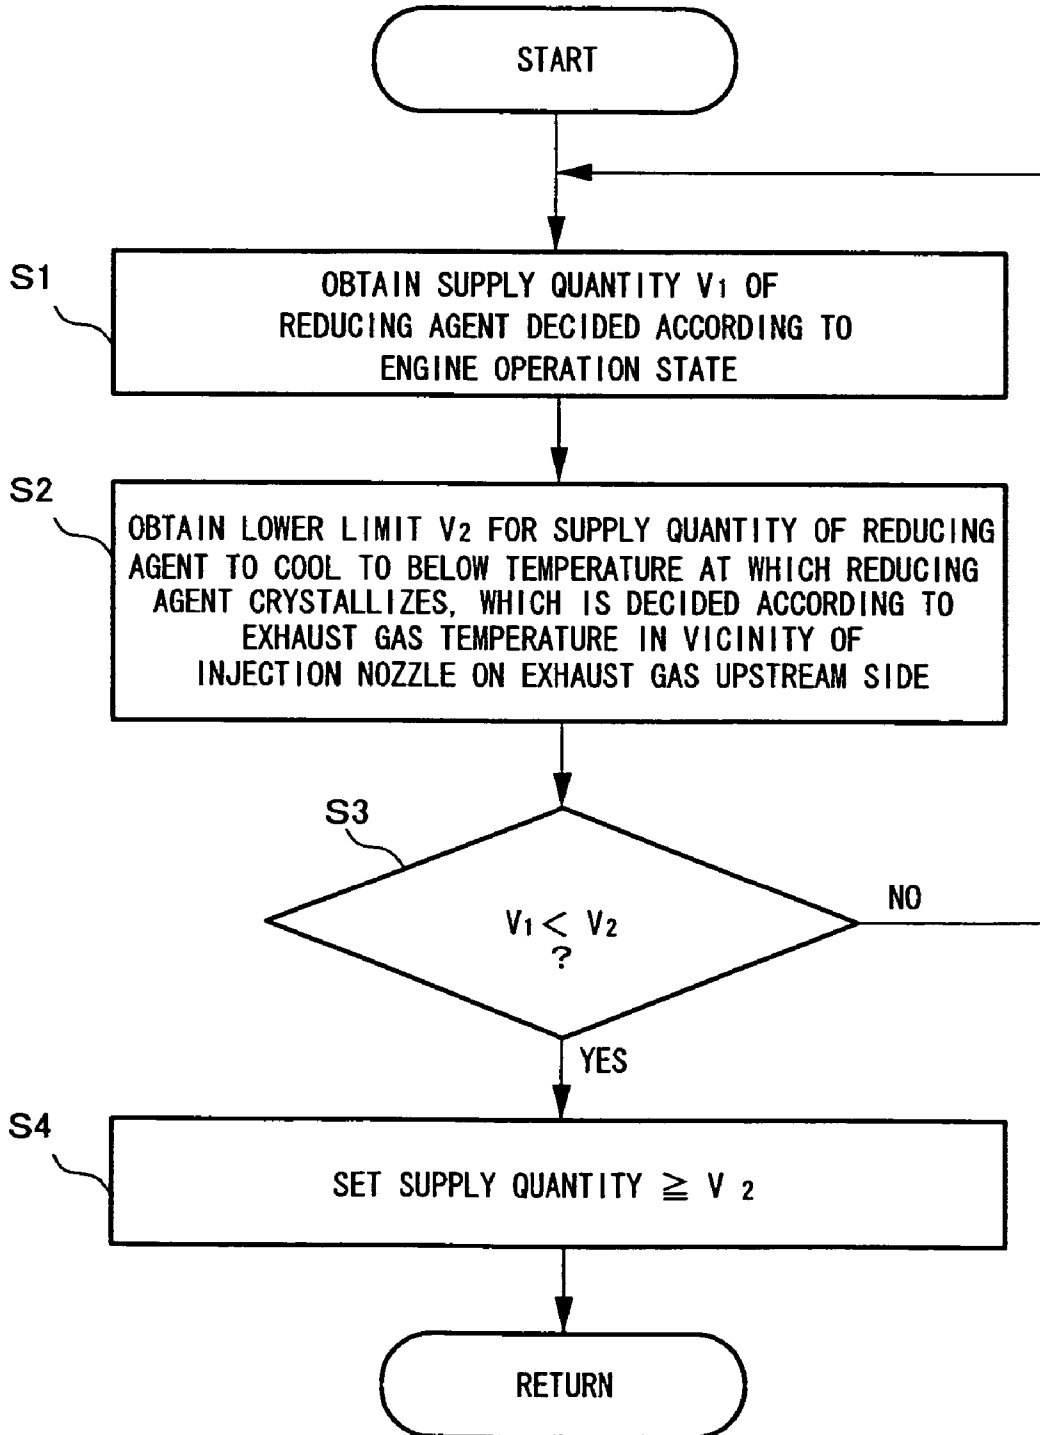 START
S1
OBTAIN SUPPLY QUANTITY V1 OF
REDUCING AGENT DECIDED ACCORDING TO
ENGINE OPERATION STATE
S2
OBTAIN LOWER LIMIT V2 FOR SUPPLY QUANTITY OF REDUCING
AGENT TO COOL TO BELOW TEMPERATURE AT WHICH REDUCING
AGENT CRYSTALLIZES, WHICH IS DECIDED ACCORDING TO
EXHAUST GAS TEMPERATURE IN VICINITY OF
INJECTION NOZZLE ON EXHAUST GAS UPSTREAM SIDE
S3
V1 < V2
?
NO
YES
S4
SET SUPPLY QUANTITY ≧ V 2
RETURN